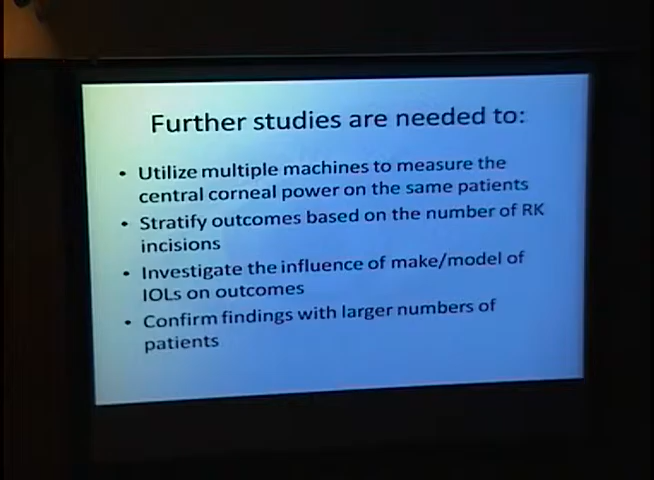 Further studies are needed to:
• Utilize multiple machines to measure the
central corneal power on the same patients
• Stratify outcomes based on the number of RK
incisions
• Investigate the influence of make/model of
IOLs on outcomes
• Confirm findings with larger numbers of
patients